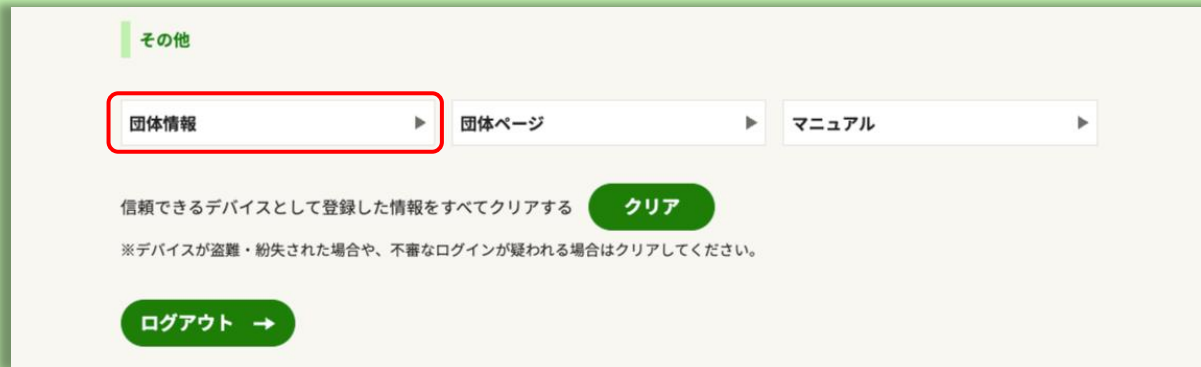 その他
団体情報 ▶ 団体ページ ▶ マニュアル ▶
信頼できるデバイスとして登録した情報をすべてクリアする クリア
※デバイスが盗難・紛失された場合や、不審なログインが疑われる場合はクリアしてください。
ログアウト →